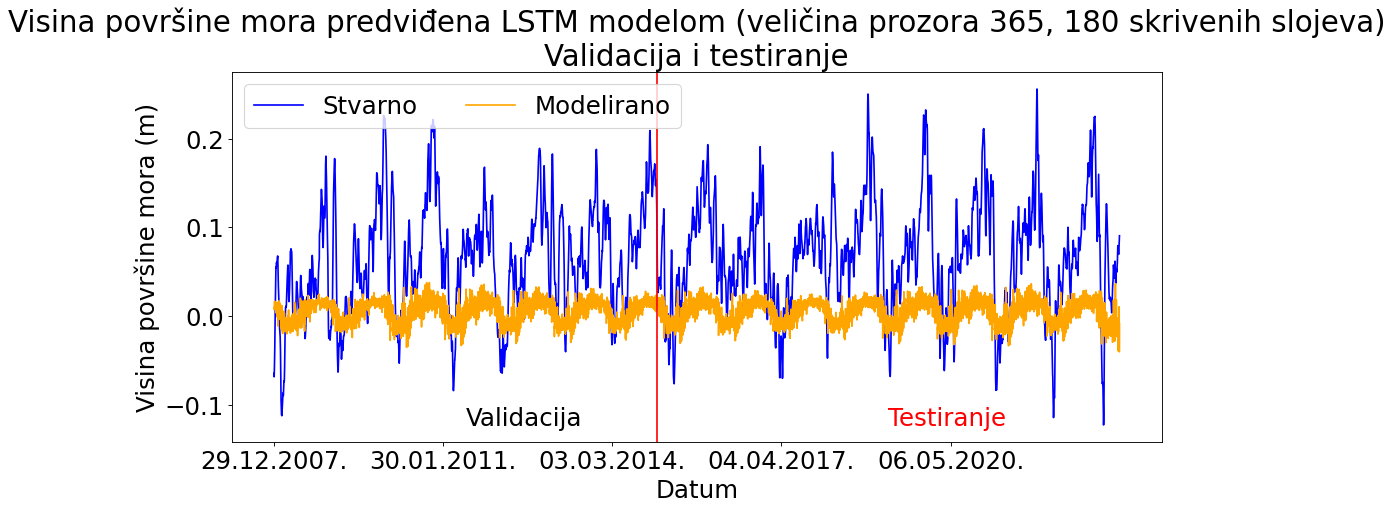 Visina površine mora predviđena LSTM modelom (veličina prozora 365, 180 skrivenih slojeva)
Validacija i testiranje
Stvarno
Modelirano
Visina površine mora (m)
0.2
0.1
0.0
−0.1
Validacija
Testiranje
29.12.2007.
30.01.2011.
03.03.2014.
04.04.2017.
06.05.2020.
Datum